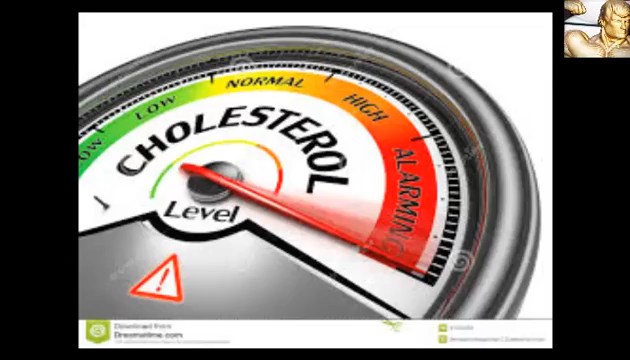 LOW
NORMAL
HIGH
ALARMING
CHOLESTEROL
Level
Download from
Dreamstime.com